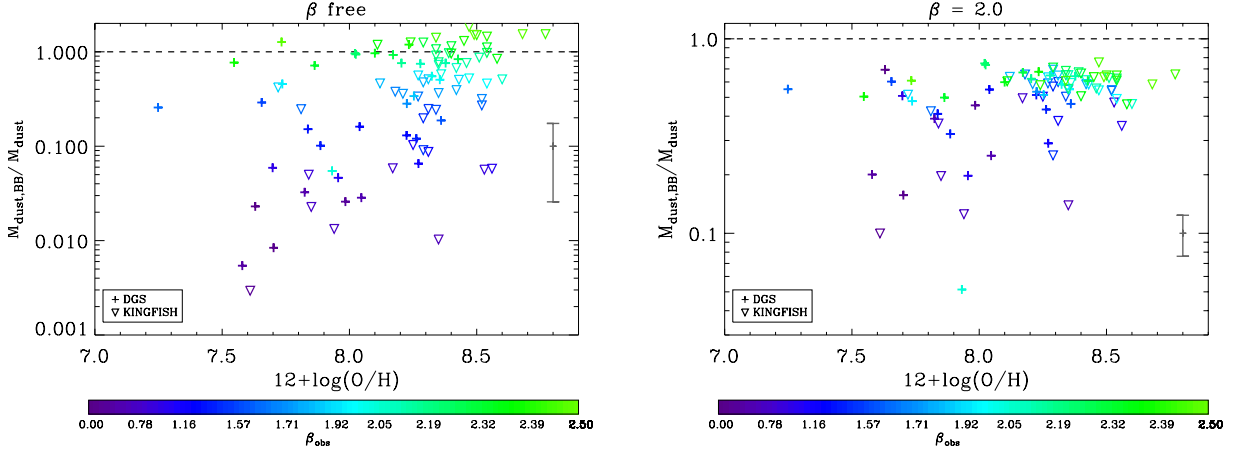 β free
M_dust,BB / M_dust
1.000
0.100
0.010
0.001
+ DGS
▽ KINGFISH
7.0 7.5 8.0 8.5
12+log(O/H)
0.00 0.78 1.16 1.57 1.71 1.92 2.05 2.19 2.32 2.39
β_obs
β = 2.0
M_dust,BB / M_dust
1.0
0.1
+ DGS
▽ KINGFISH
7.0 7.5 8.0 8.5
12+log(O/H)
0.00 0.78 1.16 1.57 1.71 1.92 2.05 2.19 2.32 2.39
β_obs